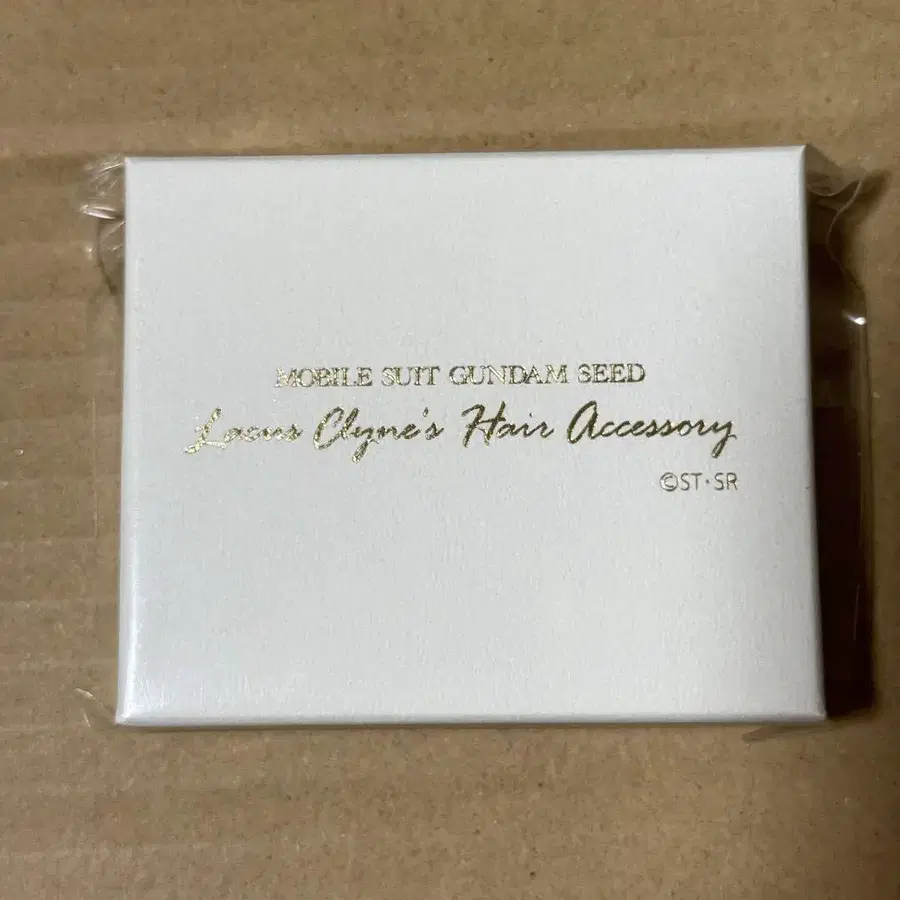 MOBILE SUIT GUNDAM SEED
Lacus Clyne's Hair Accessory
©ST・SR